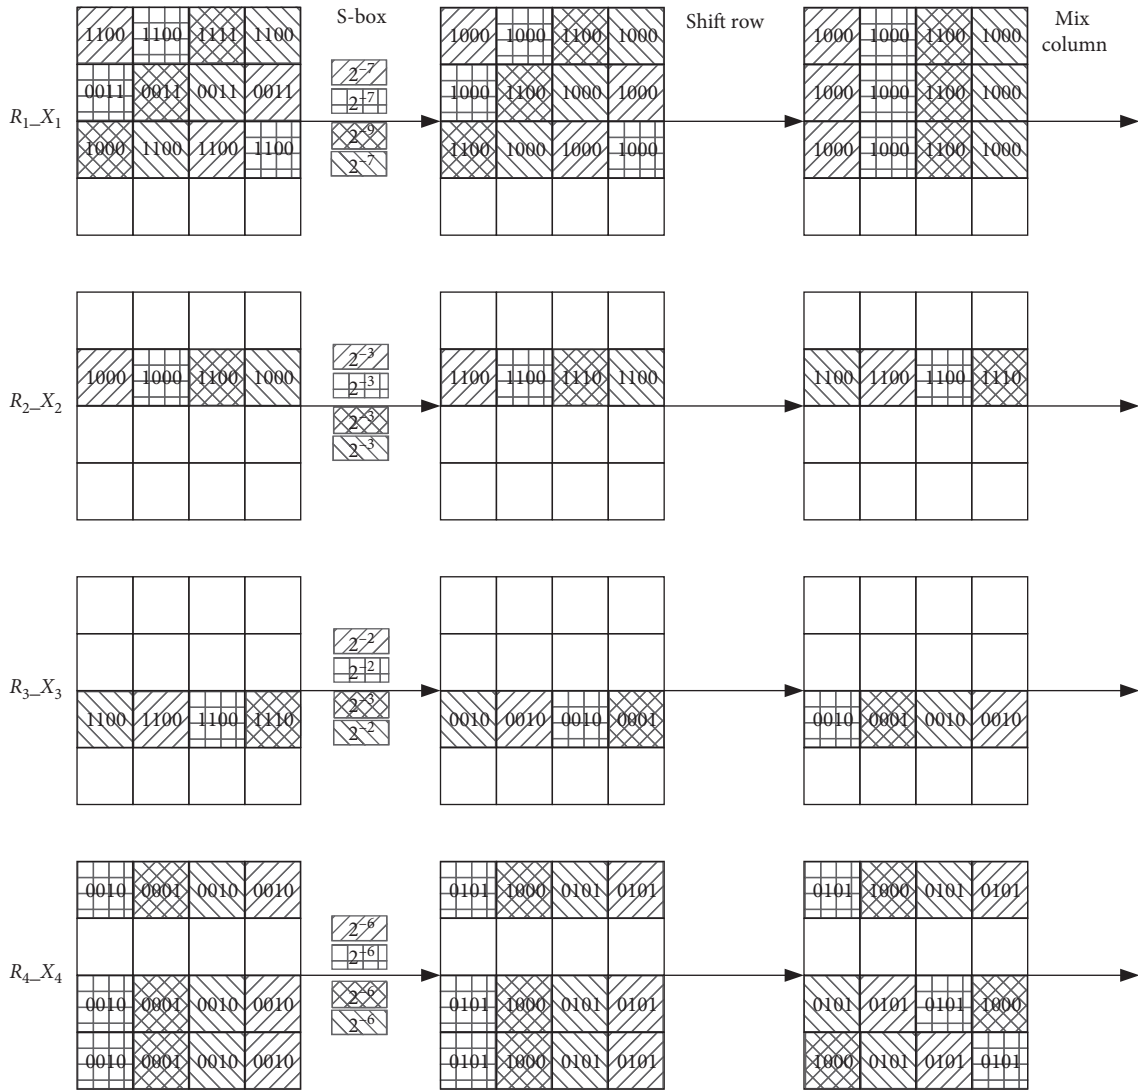 S-box
Shift row
Mix
column
R₁_X₁
1100 1100 1111 1100
0011 0011 0011 0011
1000 1100 1100 1100
2⁻⁷
2⁻⁷
2⁻⁹
2⁻⁷
1000 1000 1100 1000
1000 1100 1000 1000
1100 1000 1000 1000
1000 1000 1100 1000
1000 1000 1100 1000
1000 1000 1100 1000
R₂_X₂
1000 1000 1100 1000
2⁻³
2⁻³
2⁻³
2⁻³
1100 1100 1110 1100
1100 1100 1100 1110
R₃_X₃
1100 1100 1100 1110
2⁻²
2⁻²
2⁻³
2⁻²
0010 0010 0010 0001
0010 0001 0010 0010
R₄_X₄
0010 0001 0010 0010
0010 0001 0010 0010
0010 0001 0010 0010
2⁻⁶
2⁻⁶
2⁻⁶
2⁻⁶
0101 1000 0101 0101
0101 1000 0101 0101
0101 1000 0101 0101
0101 1000 0101 0101
0101 0101 0101 1000
1000 0101 0101 0101